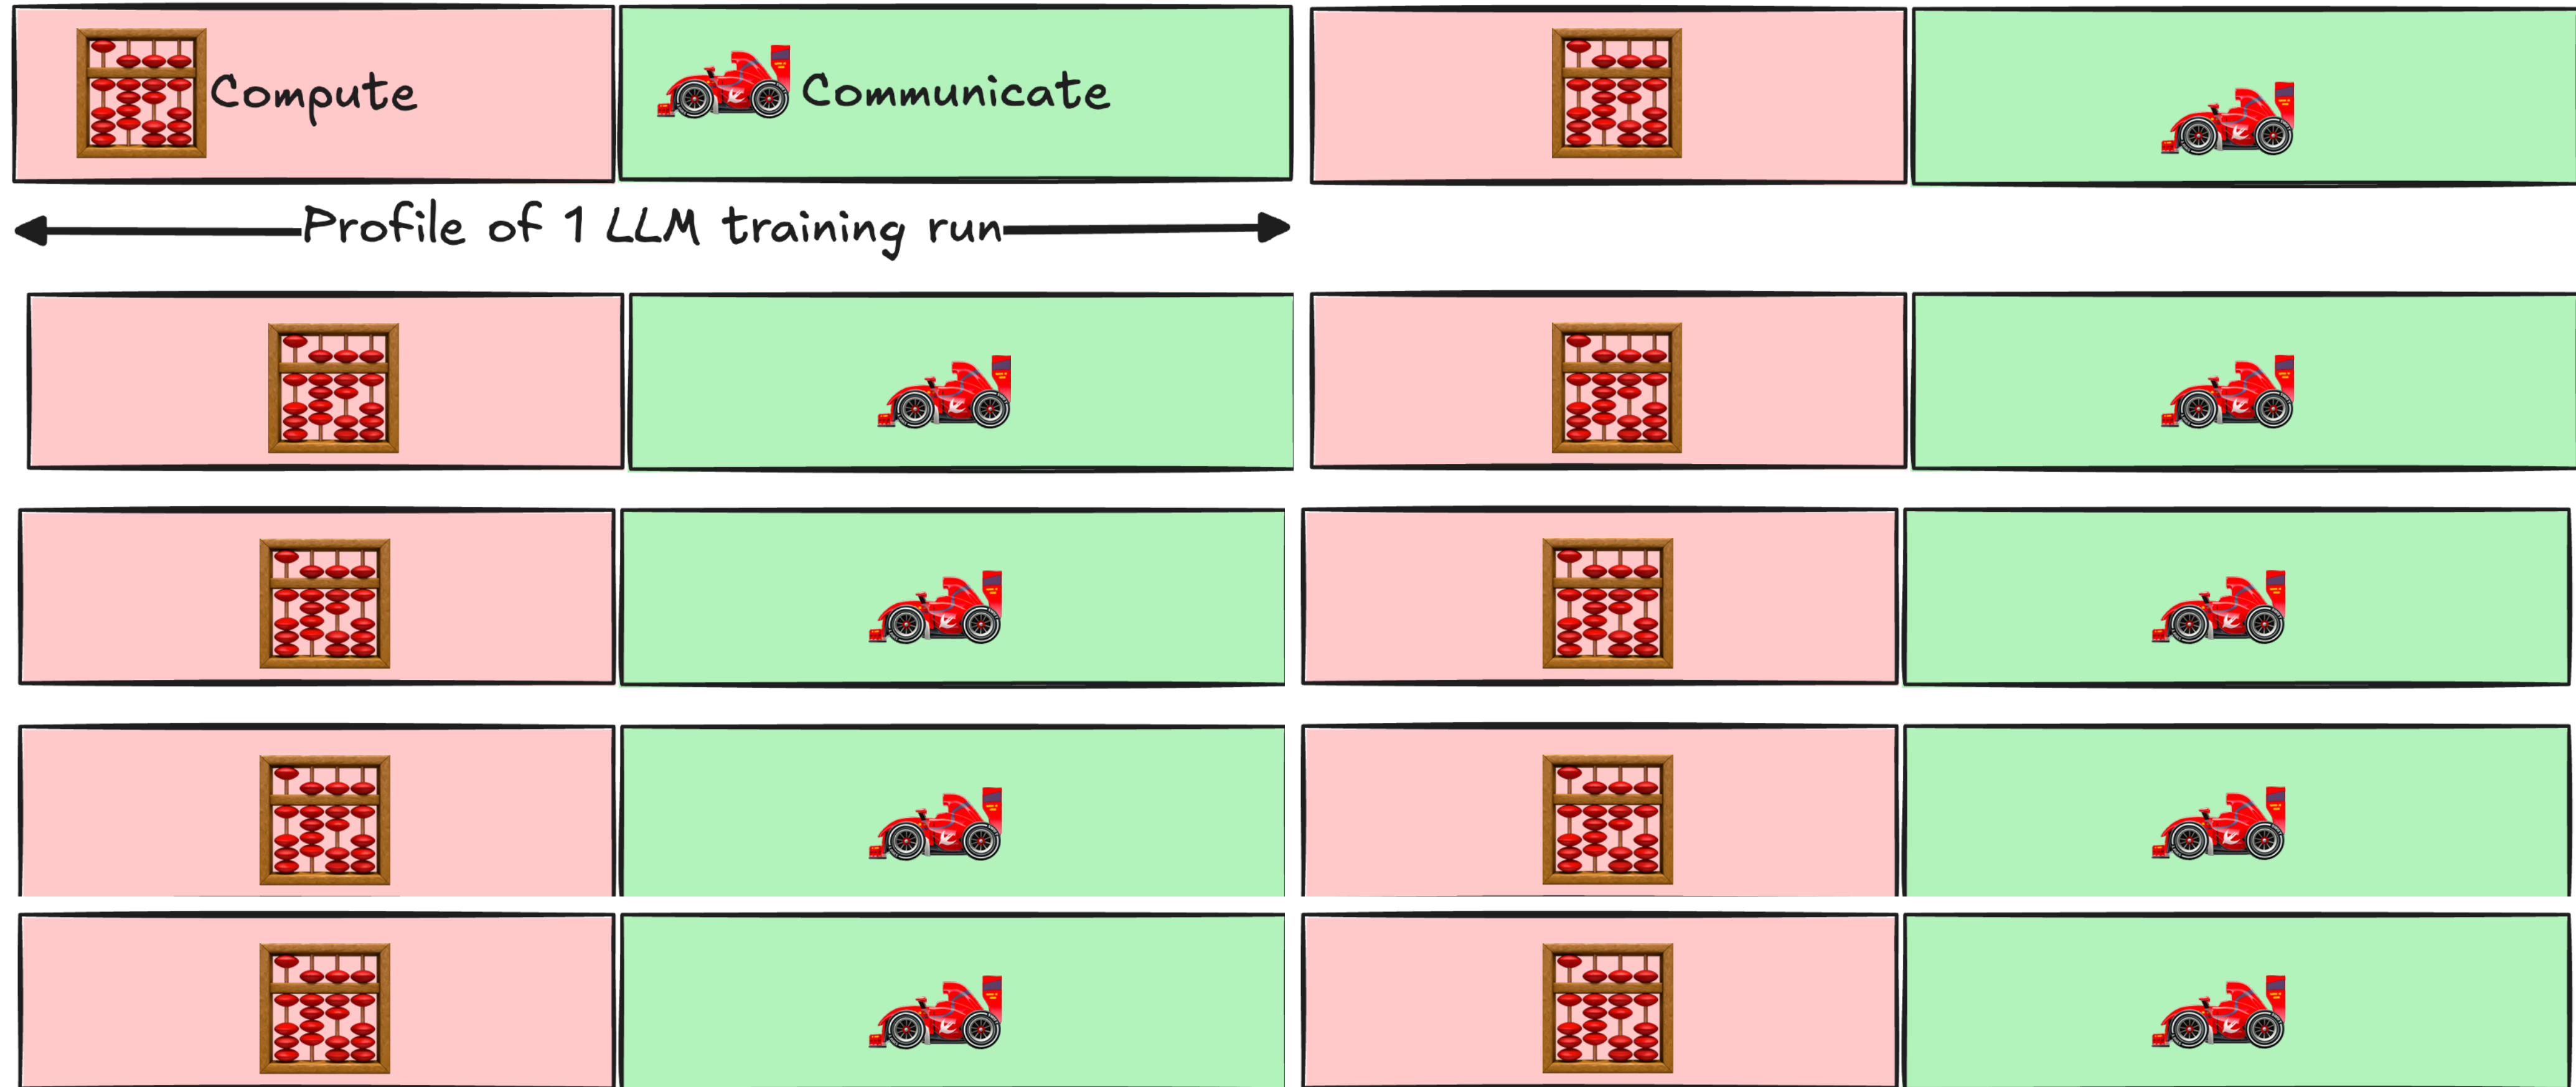 Compute
Communicate
Profile of 1 LLM training run